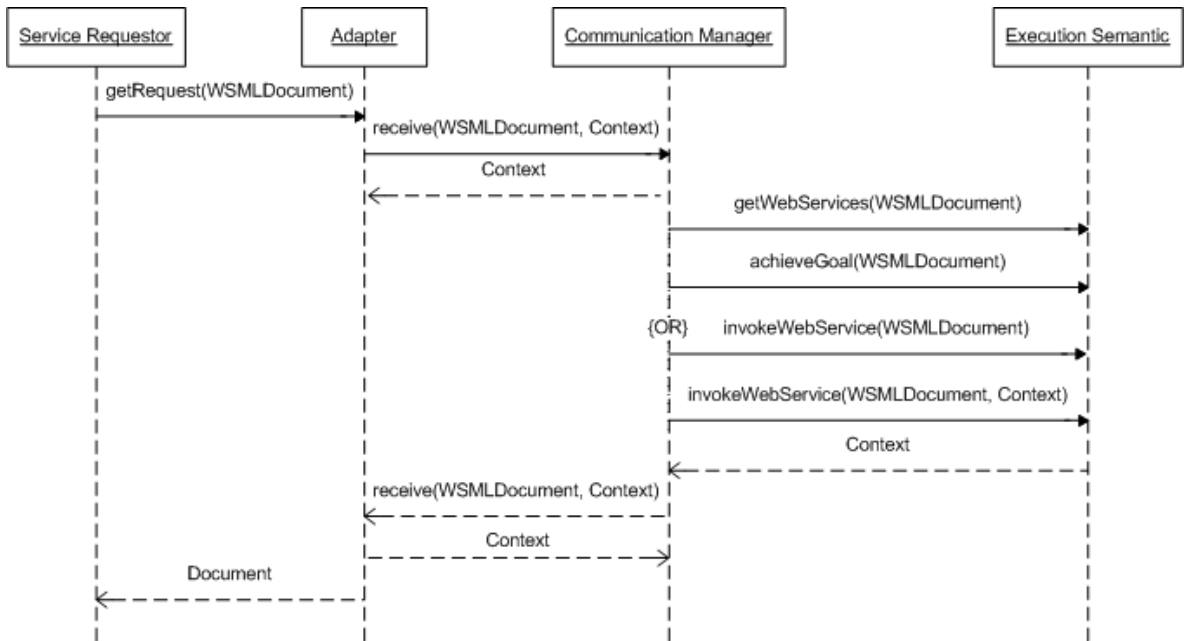 Service Requestor
Adapter
Communication Manager
Execution Semantic
getRequest(WSMLDocument)
receive(WSMLDocument, Context)
Context
getWebServices(WSMLDocument)
achieveGoal(WSMLDocument)
{OR}
invokeWebService(WSMLDocument)
invokeWebService(WSMLDocument, Context)
Context
receive(WSMLDocument, Context)
Context
Document